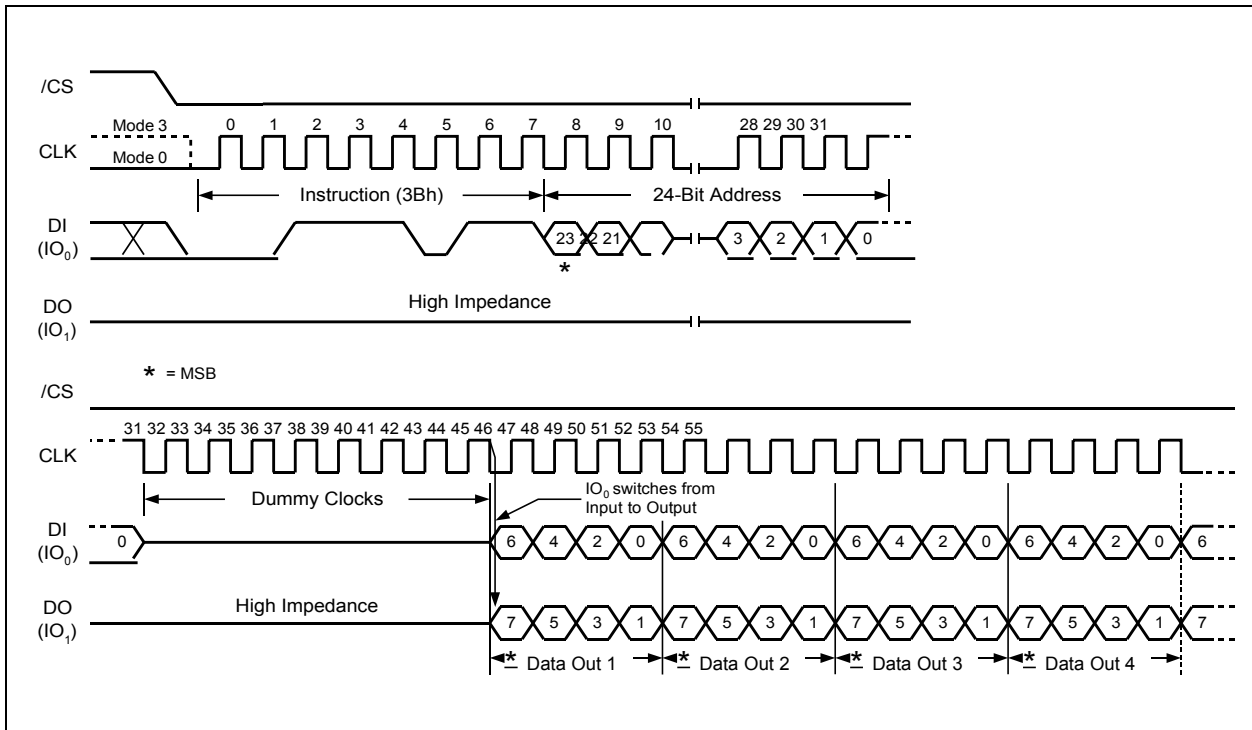 /CS
Mode 3
0 1 2 3 4 5 6 7 8 9 10 28 29 30 31
CLK
Mode 0
Instruction (3Bh) 24-Bit Address
DI
(IO0)
23 22 21 3 2 1 0
*
High Impedance
DO
(IO1)
* = MSB
/CS
31 32 33 34 35 36 37 38 39 40 41 42 43 44 45 46 47 48 49 50 51 52 53 54 55
CLK
Dummy Clocks
IO0 switches from
Input to Output
DI
(IO0)
0 6 4 2 0 6 4 2 0 6 4 2 0 6 4 2 0 6
High Impedance
DO
(IO1)
7 5 3 1 7 5 3 1 7 5 3 1 7 5 3 1 7
* Data Out 1 * Data Out 2 * Data Out 3 * Data Out 4